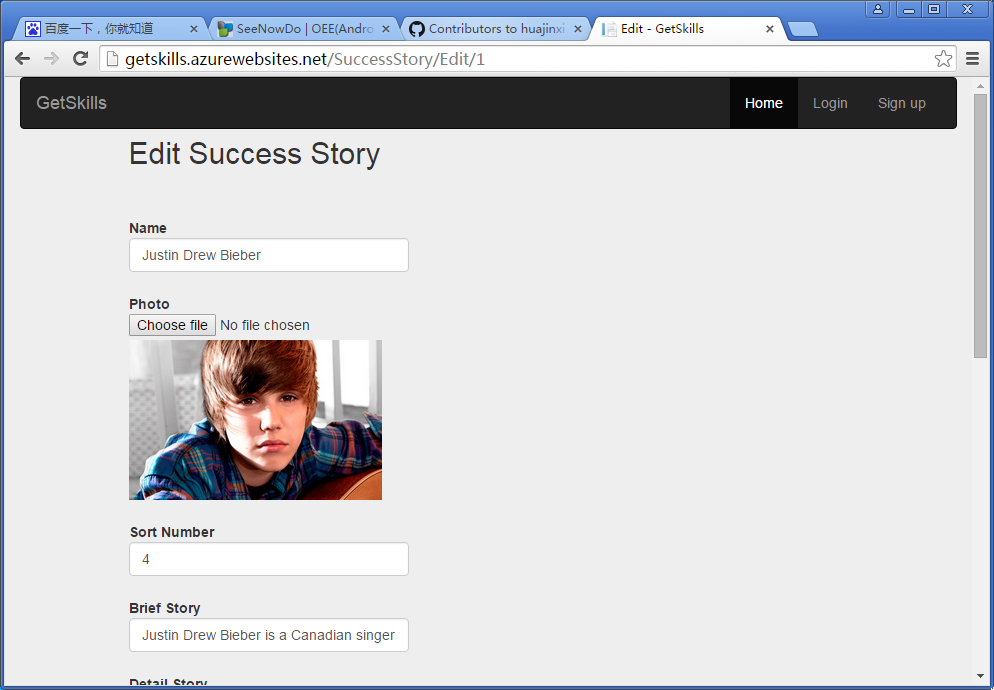 百度一下，你就知道
SeeNowDo | OEE(Andro
Contributors to huajinxi
Edit - GetSkills
getskills.azurewebsites.net/SuccessStory/Edit/1
GetSkills
Home
Login
Sign up
Edit Success Story
Name
Justin Drew Bieber
Photo
Choose file No file chosen
Sort Number
4
Brief Story
Justin Drew Bieber is a Canadian singer
Detail Story